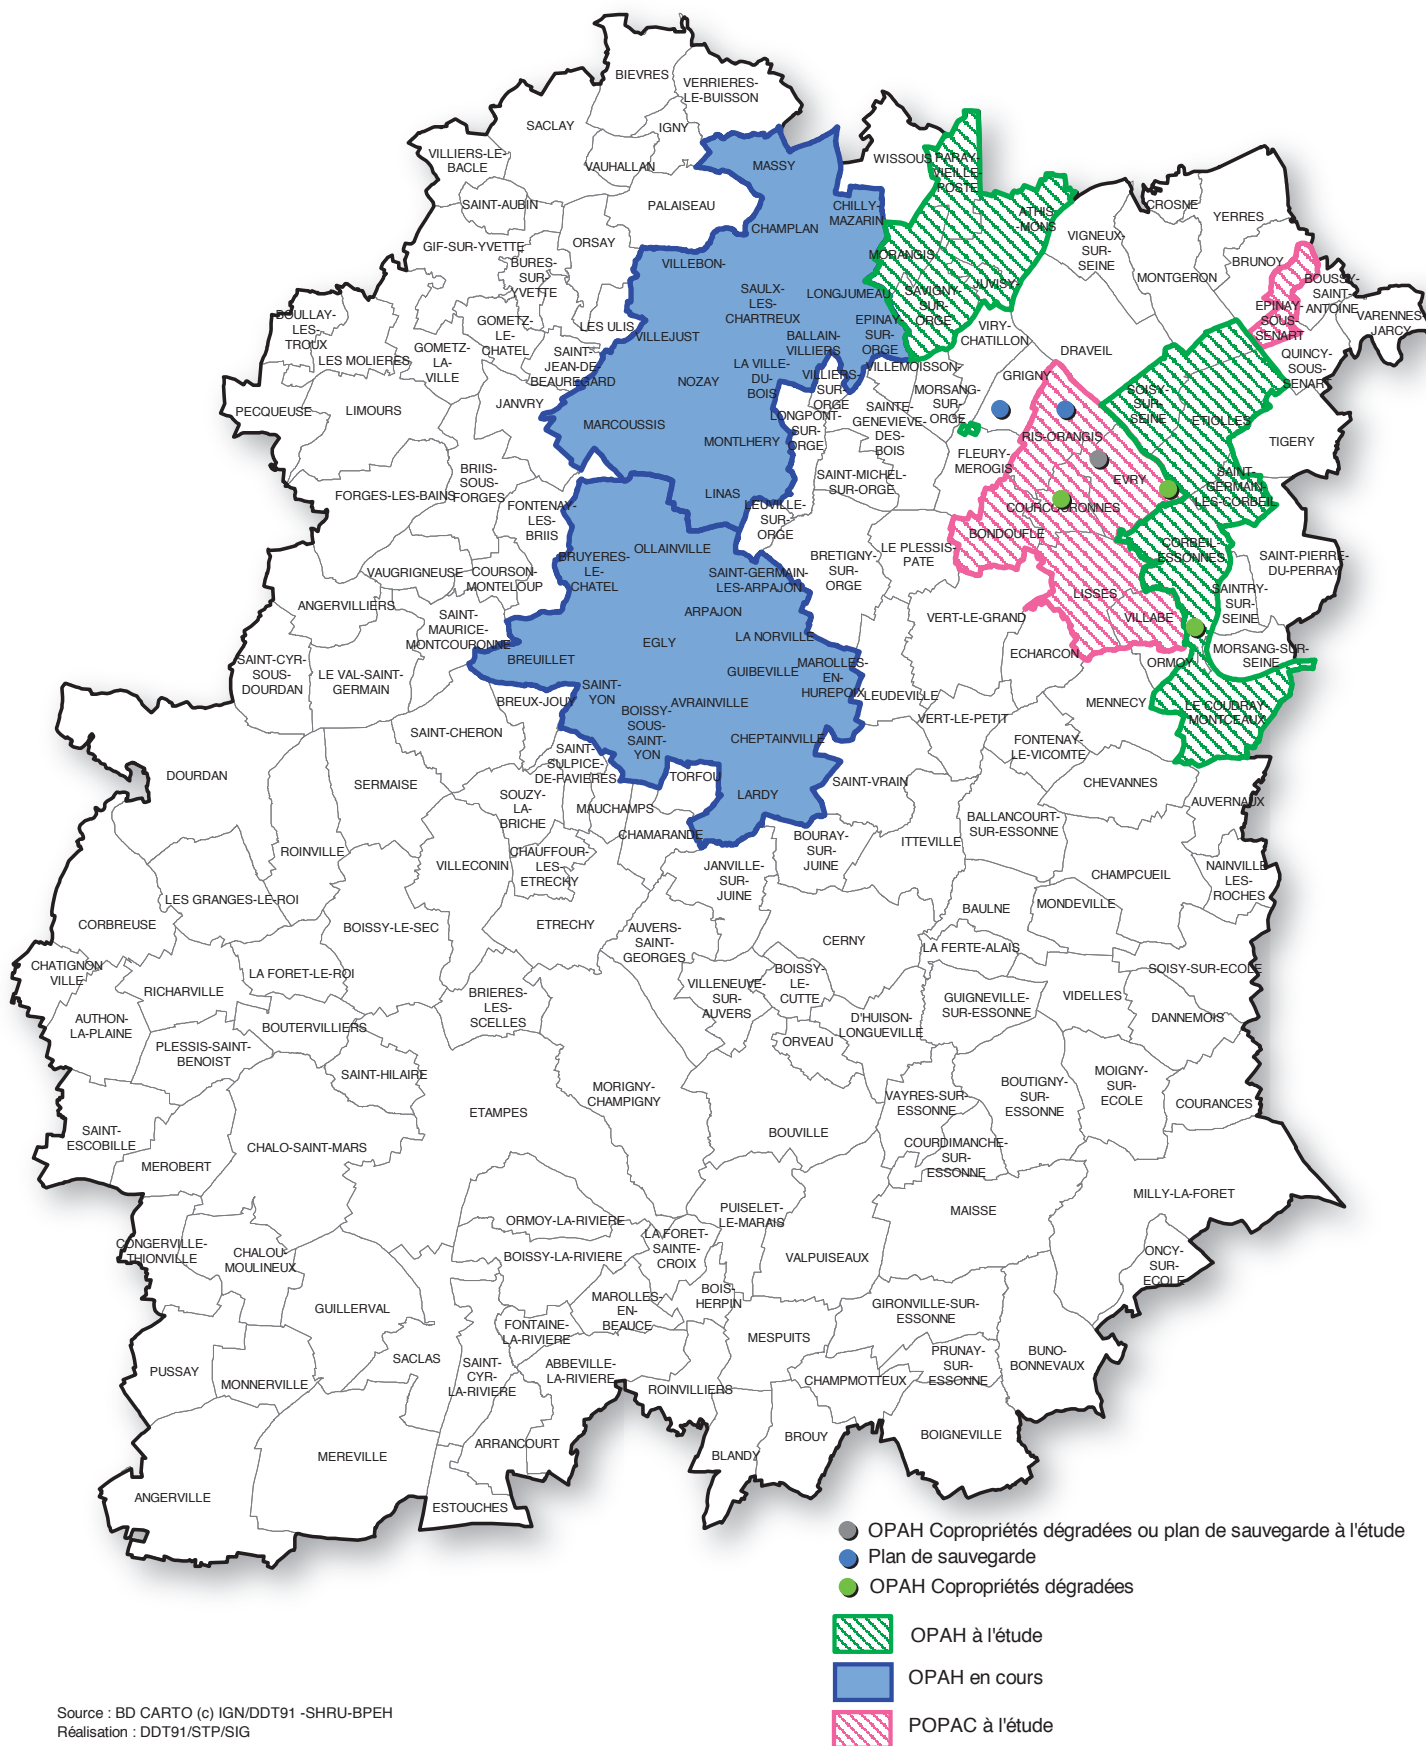 BIEVRES
VERRIERES-
LE-BUISSON
SACLAY
IGNY
VILLIERS-LE-
BACLE
VAUHALLAN
MASSY
WISSOUS
PARAY-
VIEILLE-
POSTE
SAINT-AUBIN
PALAISEAU
CHILLY-
MAZARIN
ATHIS
-MONS
CROSNE
YERRES
GIF-SUR-YVETTE
ORSAY
CHAMPLAN
VIGNEUX-
SUR-
SEINE
BURES-
SUR-
YVETTE
VILLEBON-
MORANGIS
MONTGERON
BRUNOY
BOUSSY-
SAINT-
ANTOINE
SAULX-
LES-
CHARTREUX
LONGJUMEAU
SAVIGNY-
SUR-
ORGE
JUVISY-
EPINAY-
SOUS-
SENART
VARENNES-
JARCY
BOULLAY-
LES-
TROUX
GOMETZ-
LE-
CHATEL
LES ULIS
VILLEJUST
BALLAIN-
VILLIERS
EPINAY-
SUR-
ORGE
VIRY-
CHATILLON
DRAVEIL
LES MOLIERES
GOMETZ-
LA-
VILLE
SAINT-
JEAN-DE-
BEAUREGARD
NOZAY
LA VILLE-
DU-
BOIS
VILLIERS-
SUR-
ORGE
VILLEMOISSON-
GRIGNY
QUINCY-
SOUS-
SENART
PECQUEUSE
LIMOURS
JANVRY
MARCOUSSIS
LONGPONT-
SUR-
ORGE
SAINTE-
GENEVIEVE-
DES-
BOIS
MORSANG-
SUR-
ORGE
SOISY-
SUR-
SEINE
ETIOLLES
MONTLHERY
RIS-ORANGIS
TIGERY
BRIIS-
SOUS-
FORGES
FORGES-LES-BAINS
SAINT-MICHEL-
SUR-ORGE
FLEURY-
MEROGIS
EVRY
SAINT-
GERMAIN-
LES-CORBEIL
LINAS
FONTENAY-
LES-
BRIIS
LEUVILLE-
SUR-
ORGE
COURCOURONNES
BONDOUFLE
OLLAINVILLE
BRUYERES-
LE-
CHATEL
BRETIGNY-
SUR-
ORGE
LE PLESSIS-
PATE
CORBEIL-
ESSONNES
SAINT-PIERRE-
DU-PERRAY
VAUGRIGNEUSE
COURSON-
MONTELOUP
SAINT-GERMAIN-
LES-ARPAJON
LISSES
SAINTRY-
SUR-
SEINE
ANGERVILLIERS
SAINT-
MAURICE-
MONTCOURONNE
ARPAJON
VERT-LE-GRAND
VILLABE
EGLY
LA NORVILLE
SAINT-CYR-
SOUS-
DOURDAN
LE VAL-SAINT-
GERMAIN
BREUILLET
GUIBEVILLE
MAROLLES-
EN-
HUREPOIX
ECHARCON
ORMOY
MORSANG-SUR-
SEINE
BREUX-JOUY
SAINT-
YON
AVRAINVILLE
LEUDEVILLE
MENNECY
LE COUDRAY-
MONTCEAUX
SAINT-CHERON
BOISSY-
SOUS-
SAINT-
YON
CHEPTAINVILLE
VERT-LE-PETIT
FONTENAY-
LE-VICOMTE
DOURDAN
SERMAISE
SAINT-
SULPICE-
DE-FAVIERES
TORFOU
SAINT-VRAIN
CHEVANNES
SOUZY-
LA-
BRICHE
MAUCHAMPS
LARDY
AUVERNAUX
CHAMARANDE
BOURAY-
SUR-
JUINE
ITTEVILLE
BALLANCOURT-
SUR-ESSONNE
ROINVILLE
VILLECONIN
CHAUFFOUR-
LES-
ETRECHY
JANVILLE-
SUR-
JUINE
CHAMPCUEIL
NAINVILLE
LES-
ROCHES
LES GRANGES-LE-ROI
CORBREUSE
BOISSY-LE-SEC
ETRECHY
AUVERS-
SAINT-
GEORGES
CERNY
BAULNE
MONDEVILLE
LA FERTE-ALAIS
CHATIGNON
VILLE
RICHARVILLE
LA FORET-LE-ROI
BRIERES-
LES-
SCELLES
VILLENEUVE-
SUR-
AUVERS
BOISSY-
LE-
CUTTE
GUIGNEVILLE-
SUR-ESSONNE
VIDELLES
SOISY-SUR-ECOLE
AUTHON-
LA-PLAINE
BOUTERVILLIERS
D'HUISON-
LONGUEVILLE
DANNEMOIS
PLESSIS-SAINT-
BENOIST
ORVEAU
SAINT-HILAIRE
MORIGNY-
CHAMPIGNY
VAYRES-SUR-
ESSONNE
BOUTIGNY-
SUR-
ESSONNE
MOIGNY-
SUR-
ECOLE
COURANCES
ETAMPES
SAINT-
ESCOBILLE
CHALO-SAINT-MARS
BOUVILLE
COURDIMANCHE-
SUR-
ESSONNE
MEROBERT
MILLY-LA-FORET
ORMOY-LA-RIVIERE
PUISELET-
LE-MARAIS
MAISSE
CONGERVILLE-
THIONVILLE
CHALOU-
MOULINEUX
BOISSY-LA-RIVIERE
LA FORET-
SAINTE-
CROIX
VALPUISEAUX
ONCY-
SUR-
ECOLE
GUILLERVAL
MAROLLES-
EN-
BEAUCE
BOIS-
HERPIN
GIRONVILLE-SUR-
ESSONNE
FONTAINE-
LA-RIVIERE
MESPUITS
PUSSAY
MONNERVILLE
SACLAS
SAINT-
CYR-
LA-RIVIERE
ABBEVILLE-
LA-RIVIERE
ROINVILLIERS
CHAMPMOTTEUX
PRUNAY-
SUR-
ESSONNE
BUNO-
BONNEVAUX
MEREVILLE
ARRANCOURT
BLANDY
BROUY
BOIGNEVILLE
ANGERVILLE
ESTOUCHES
OPAH Copropriétés dégradées ou plan de sauvegarde à l'étude
Plan de sauvegarde
OPAH Copropriétés dégradées
OPAH à l'étude
OPAH en cours
POPAC à l'étude
Source : BD CARTO (c) IGN/DDT91 -SHRU-BPEH
Réalisation : DDT91/STP/SIG